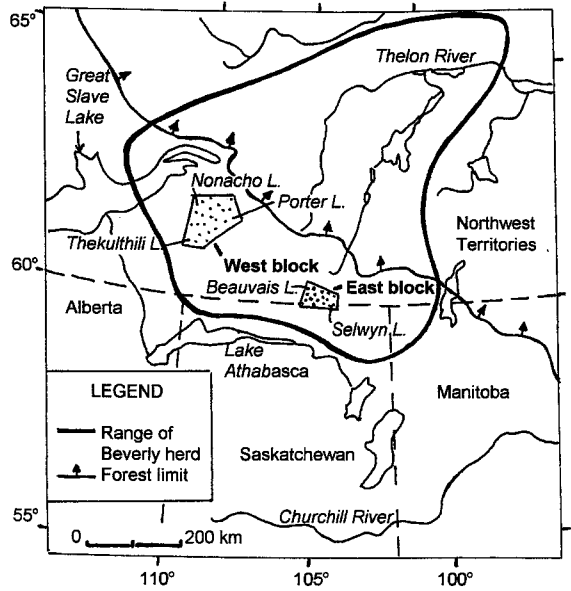 65°
Thelon River
Great
Slave
Lake
Nonacho L.
Porter L.
Northwest
Territories
Thekulthili L.
West block
60°
Beauvais L.
East block
Alberta
Selwyn L.
Lake
Athabasca
LEGEND
Manitoba
Range of
Beverly herd
Forest limit
Saskatchewan
55°
Churchill River
0 200 km
110° 105° 100°